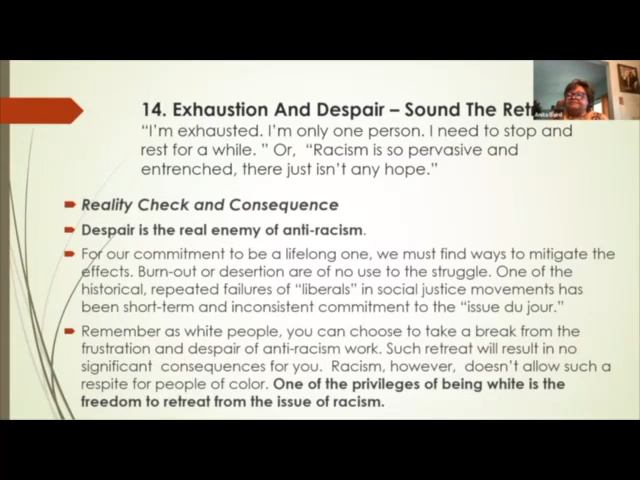 14. Exhaustion And Despair – Sound The Ret
“I’m exhausted. I’m only one person. I need to stop and
rest for a while. ” Or, “Racism is so pervasive and
entrenched, there just isn’t any hope.”
Reality Check and Consequence
Despair is the real enemy of anti-racism.
For our commitment to be a lifelong one, we must find ways to mitigate the
effects. Burn-out or desertion are of no use to the struggle. One of the
historical, repeated failures of “liberals” in social justice movements has
been short-term and inconsistent commitment to the “issue du jour.”
Remember as white people, you can choose to take a break from the
frustration and despair of anti-racism work. Such retreat will result in no
significant consequences for you. Racism, however, doesn’t allow such a
respite for people of color. One of the privileges of being white is the
freedom to retreat from the issue of racism.